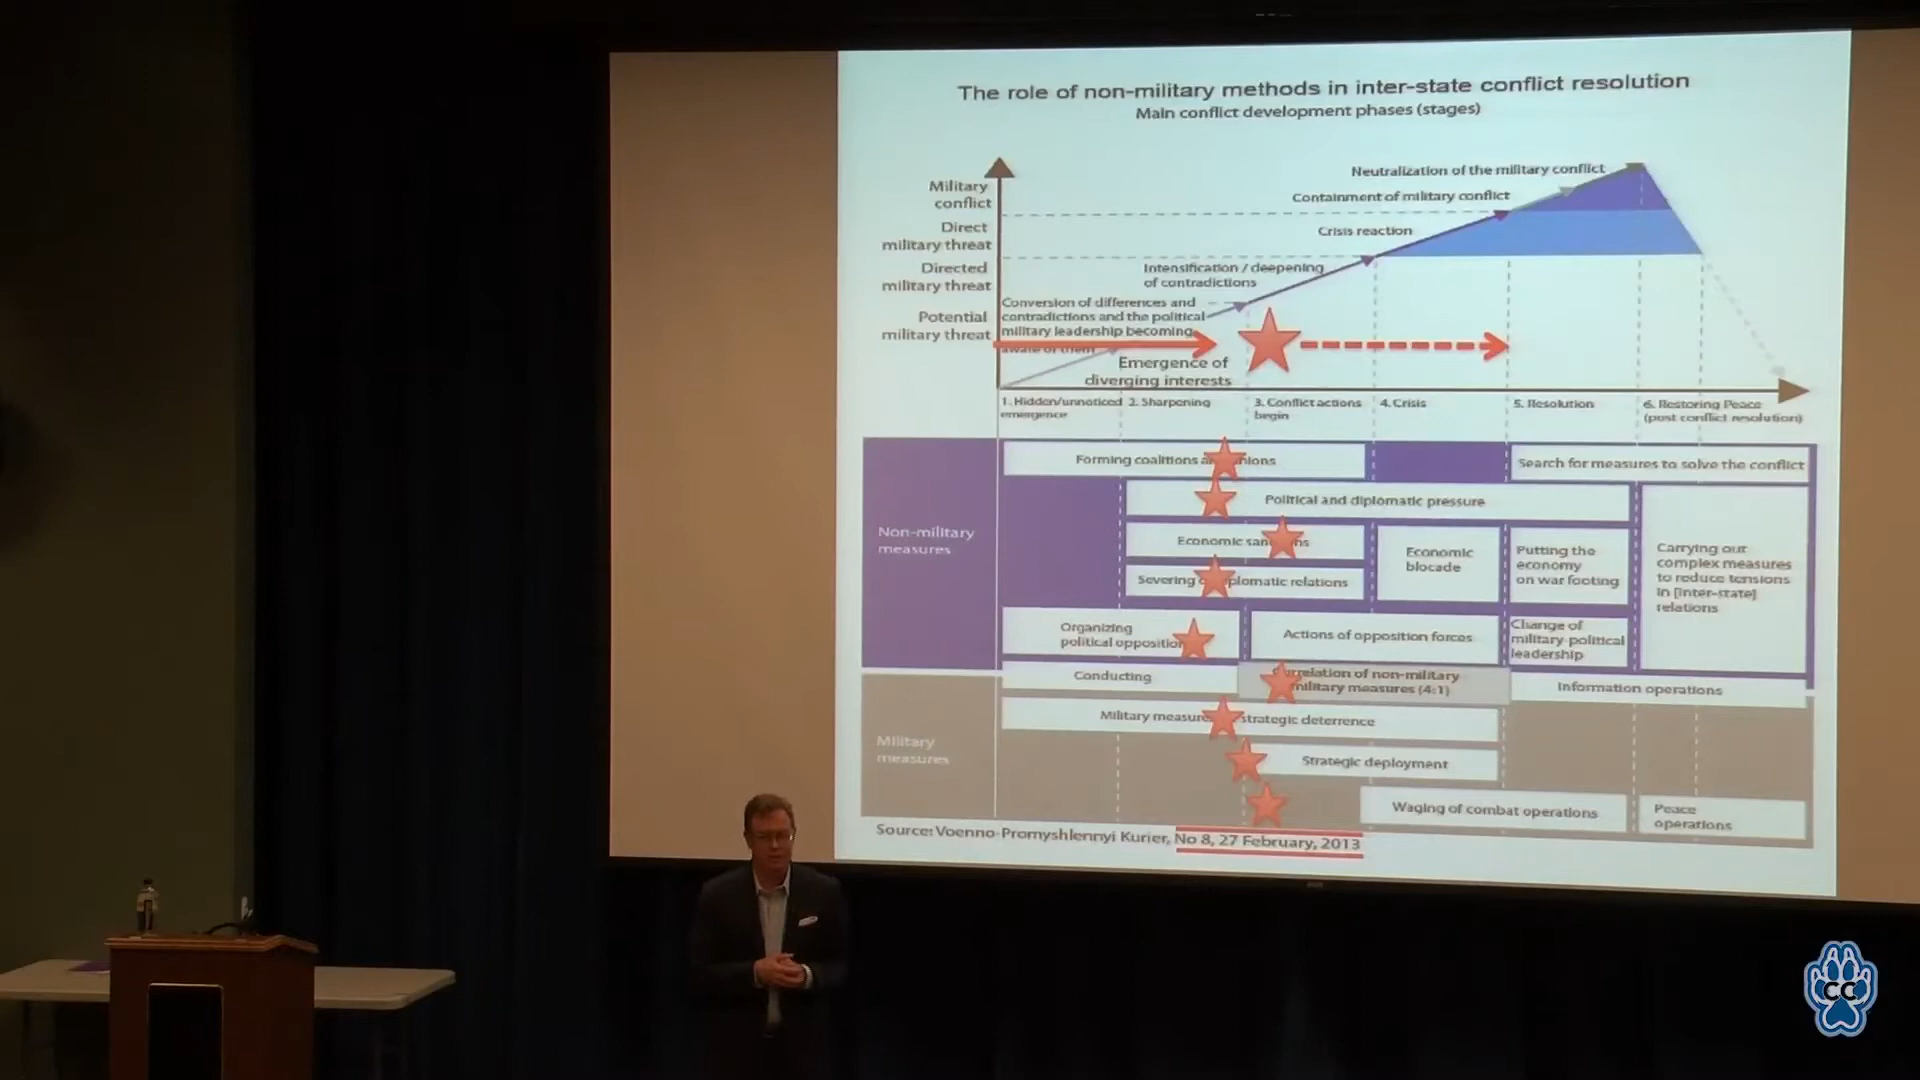 The role of non-military methods in inter-state conflict resolution
Main conflict development phases (stages)
Military
conflict
Direct
military threat
Directed
military threat
Potential
military threat
Neutralization of the military conflict
Containment of military conflict
Crisis reaction
Intensification / deepening
of contradictions
Conversion of differences and
contradictions and the political
military leadership becoming
aware of them
Emergence of
diverging interests
1. Hidden/unnoticed
emergence
2. Sharpening
3. Conflict actions
begin
4. Crisis
5. Resolution
6. Restoring Peace
(post conflict resolution)
Non-military
measures
Forming coalitions
Search for measures to solve the conflict
Political and diplomatic pressure
Economic
Economic
blocade
Putting the
economy
on war footing
Carrying out
complex measures
to reduce tensions
in [inter-state]
relations
Severing relations
Organizing
political opposition
Actions of opposition forces
Change of
military-political
leadership
Conducting
of non-military
military measures (4:1)
Information operations
Military
measures
Military strategic deterrence
Strategic deployment
Waging of combat operations
Peace
operations
Source: Voenno-Promyshlennyi Kurier, No 8, 27 February, 2013
CC